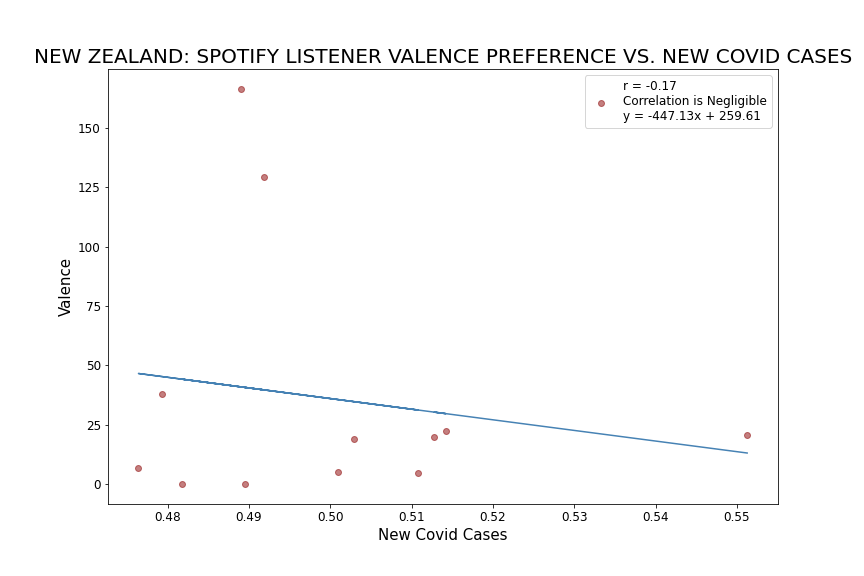 NEW ZEALAND: SPOTIFY LISTENER VALENCE PREFERENCE VS. NEW COVID CASES
r = -0.17
Correlation is Negligible
y = -447.13x + 259.61
150
125
100
75
50
25
0
Valence
0.48 0.49 0.50 0.51 0.52 0.53 0.54 0.55
New Covid Cases